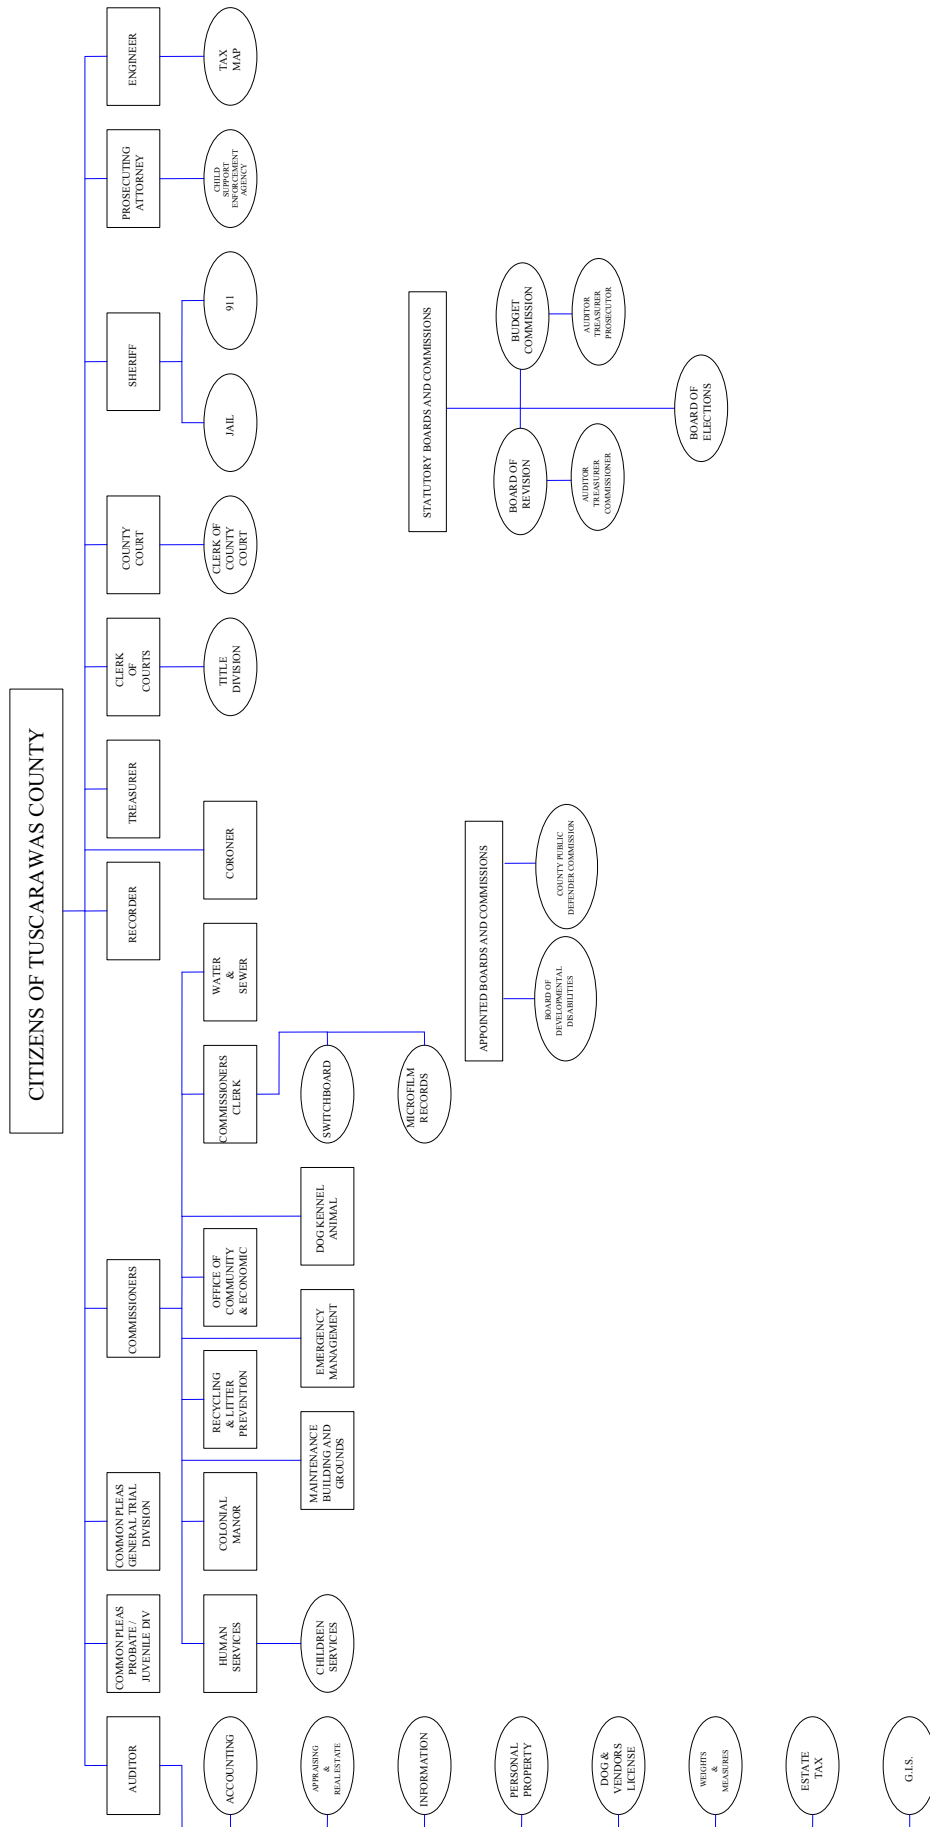 CITIZENS OF TUSCARAWAS COUNTY
AUDITOR
COMMON PLEAS
PROBATE /
JUVENILE DIV
COMMON PLEAS
GENERAL TRIAL
DIVISION
COMMISSIONERS
RECORDER
TREASURER
CLERK
OF
COURTS
COUNTY
COURT
SHERIFF
PROSECUTING
ATTORNEY
ENGINEER
ACCOUNTING
HUMAN
SERVICES
COLONIAL
MANOR
RECYCLING
& LITTER
PREVENTION
OFFICE OF
COMMUNITY
& ECONOMIC
COMMISSIONERS
CLERK
WATER
&
SEWER
CORONER
TITLE
DIVISION
CLERK OF
COUNTY
COURT
JAIL
911
CHILD
SUPPORT
ENFORCEMENT
AGENCY
TAX
MAP
APPRAISING
&
REAL ESTATE
CHILDREN
SERVICES
MAINTENANCE
BUILDING AND
GROUNDS
EMERGENCY
MANAGEMENT
DOG KENNEL
ANIMAL
SWITCHBOARD
INFORMATION
MICROFILM
RECORDS
STATUTORY BOARDS AND COMMISSIONS
PERSONAL
PROPERTY
APPOINTED BOARDS AND COMMISSIONS
BOARD OF
REVISION
BUDGET
COMMISSION
BOARD OF
DEVELOPMENTAL
DISABILITIES
COUNTY PUBLIC
DEFENDER COMMISSION
AUDITOR
TREASURER
COMMISSIONER
AUDITOR
TREASURER
PROSECUTOR
DOG &
VENDORS
LICENSE
BOARD OF
ELECTIONS
WEIGHTS
&
MEASURES
ESTATE
TAX
G.I.S.